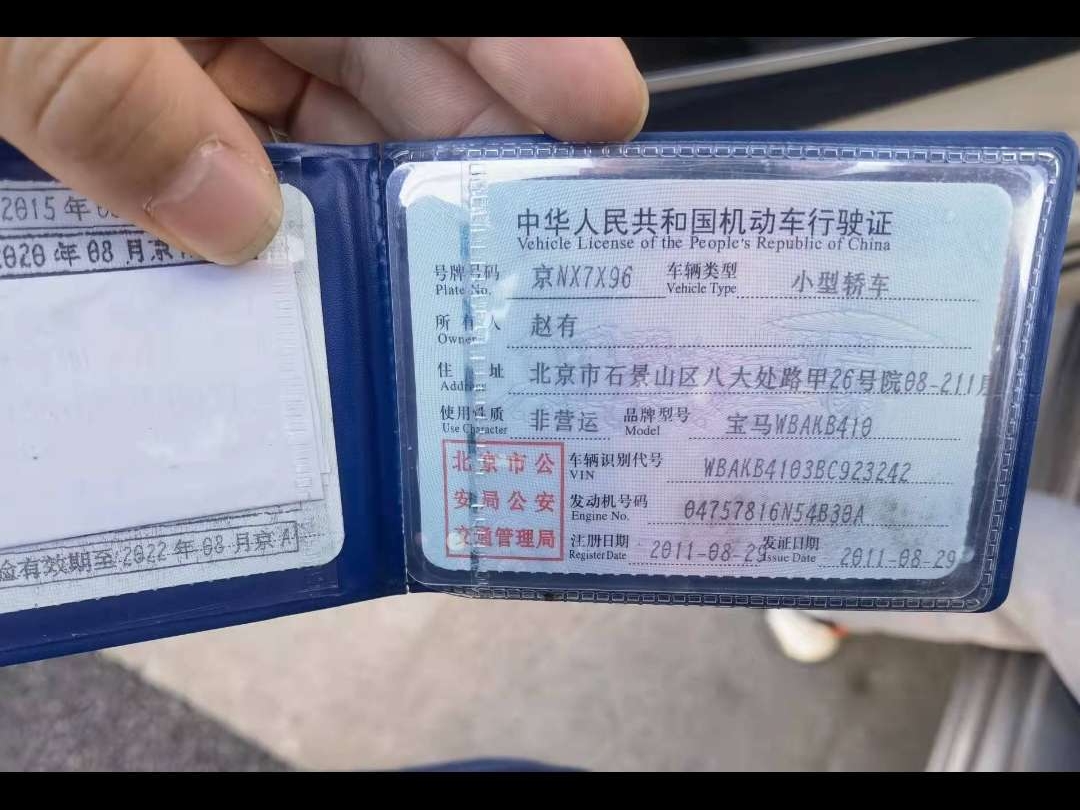 2015年
2020年08月京
验有效期至2022年08月京A
中华人民共和国机动车行驶证
Vehicle License of the People's Republic of China
号牌号码 京NX7X96 车辆类型 小型轿车
Plate No. Vehicle Type
所有人 赵有
Owner
住址 北京市石景山区八大处路甲26号院08-211
Address
使用性质 非营运 品牌型号 宝马WBAKB410
Use Character Model
北京市公
安局公安
交通管理局
车辆识别代号 WBAKB4103BC923242
VIN
发动机号码 04757816N54B30A
Engine No.
注册日期 2011-08-29 发证日期 2011-08-29
Register Date Issue Date